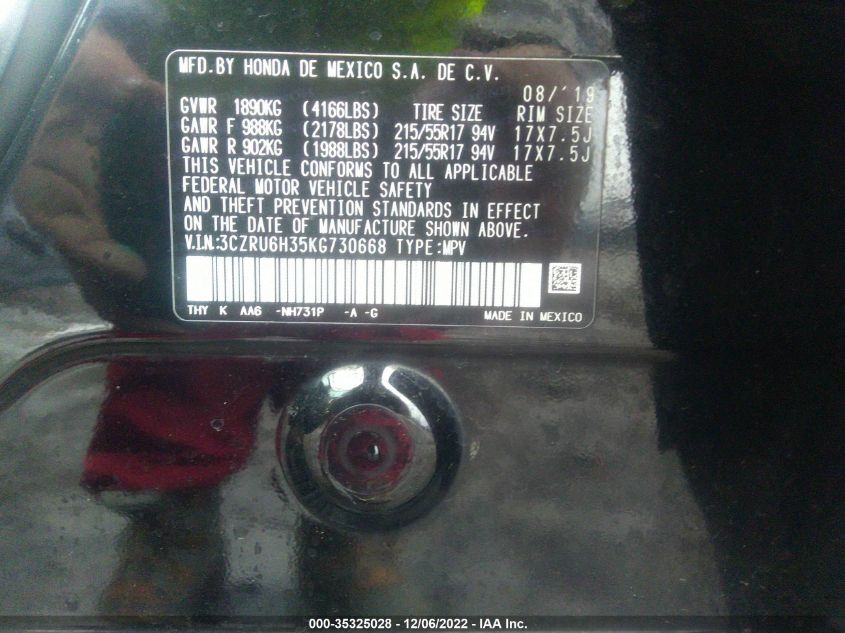 MFD.BY HONDA DE MEXICO S.A. DE C.V.
08/'19
GVWR 1890KG (4166LBS) TIRE SIZE RIM SIZE
GAWR F 988KG (2178LBS) 215/55R17 94V 17X7.5J
GAWR R 902KG (1988LBS) 215/55R17 94V 17X7.5J
THIS VEHICLE CONFORMS TO ALL APPLICABLE
FEDERAL MOTOR VEHICLE SAFETY
AND THEFT PREVENTION STANDARDS IN EFFECT
ON THE DATE OF MANUFACTURE SHOWN ABOVE.
V.I.N:3CZRU6H35KG730668 TYPE:MPV
THY K AA6 -NH731P -A -G MADE IN MEXICO
000-35325028 - 12/06/2022 - IAA Inc.